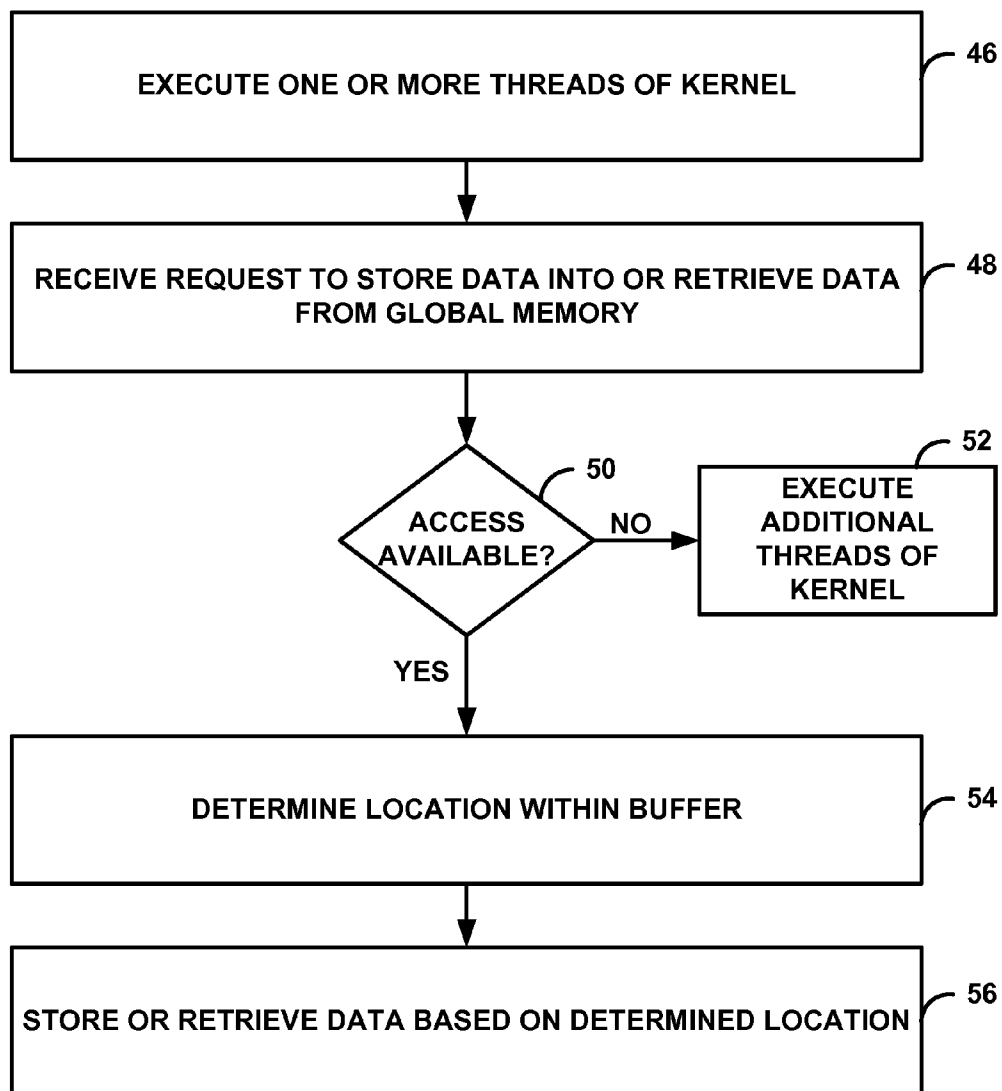 EXECUTE ONE OR MORE THREADS OF KERNEL
46
RECEIVE REQUEST TO STORE DATA INTO OR RETRIEVE DATA
FROM GLOBAL MEMORY
48
ACCESS
AVAILABLE?
50
NO
52
EXECUTE
ADDITIONAL
THREADS OF
KERNEL
YES
DETERMINE LOCATION WITHIN BUFFER
54
STORE OR RETRIEVE DATA BASED ON DETERMINED LOCATION
56